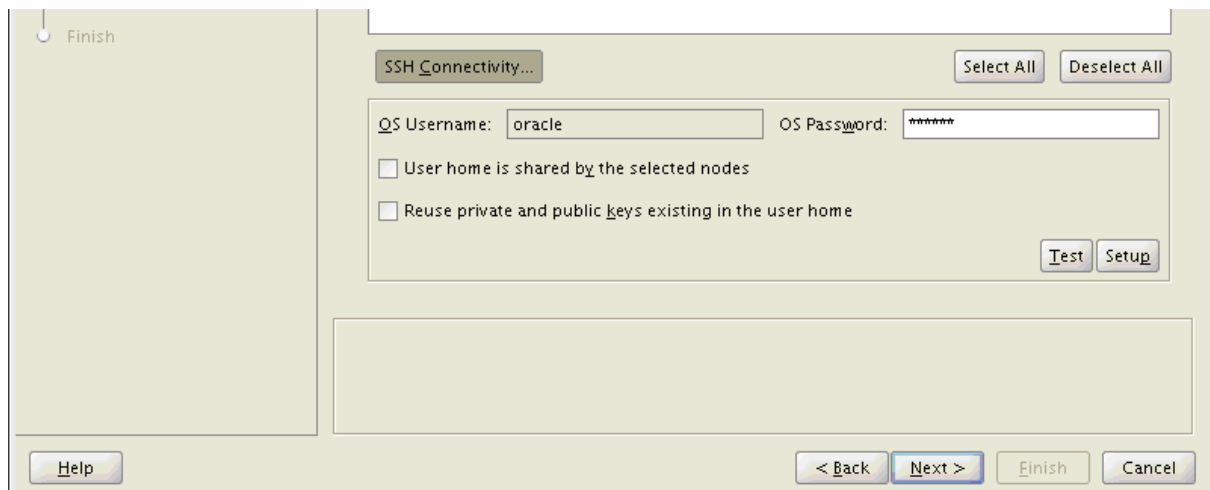 Finish
SSH Connectivity... Select All Deselect All
OS Username: oracle OS Password: ******
User home is shared by the selected nodes
Reuse private and public keys existing in the user home
Test Setup
Help < Back Next > Finish Cancel